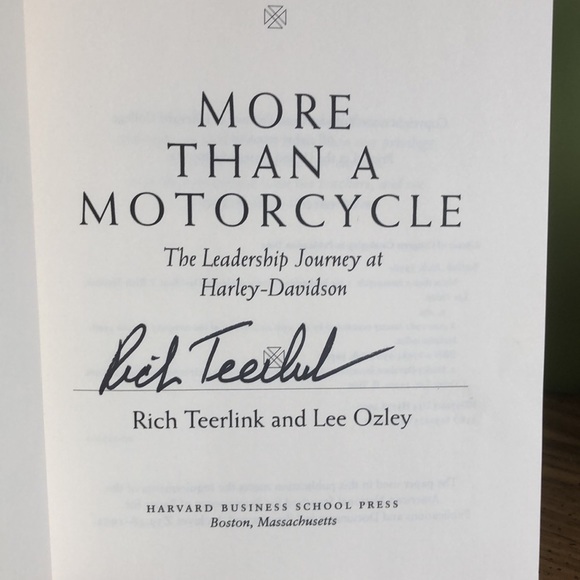 MORE
THAN A
MOTORCYCLE
The Leadership Journey at
Harley-Davidson
Rich Teerlink
Rich Teerlink and Lee Ozley
HARVARD BUSINESS SCHOOL PRESS
Boston, Massachusetts